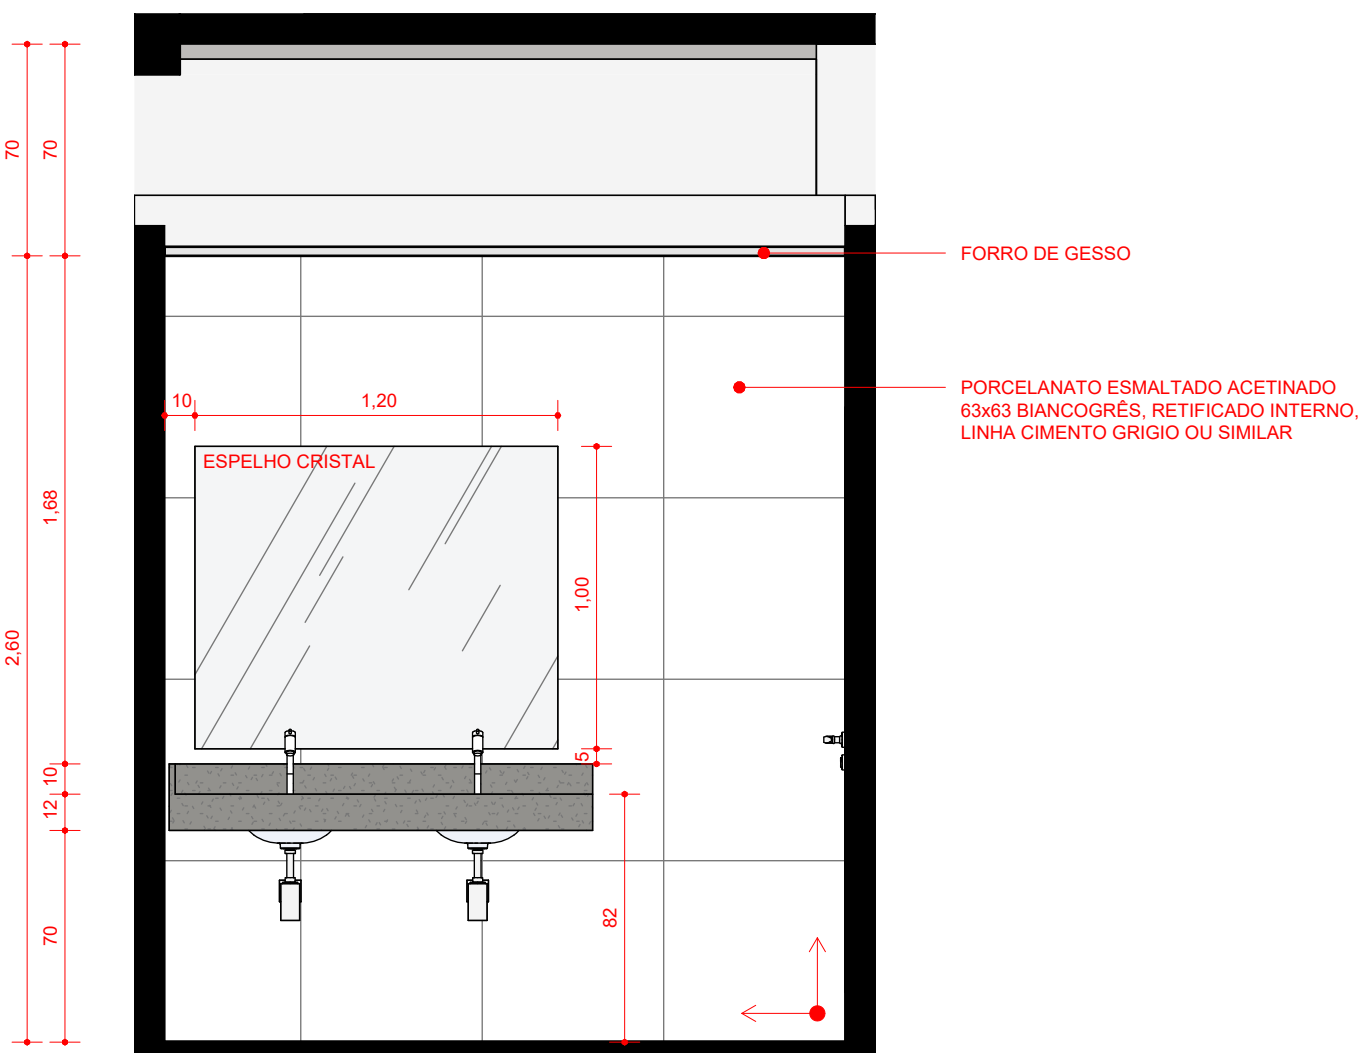 70
70
FORRO DE GESSO
PORCELANATO ESMALTADO ACETINADO
63x63 BIANCOGRÊS, RETIFICADO INTERNO,
LINHA CIMENTO GRIGIO OU SIMILAR
10
1,20
ESPELHO CRISTAL
1,68
1,00
2,60
5
10
12
82
70